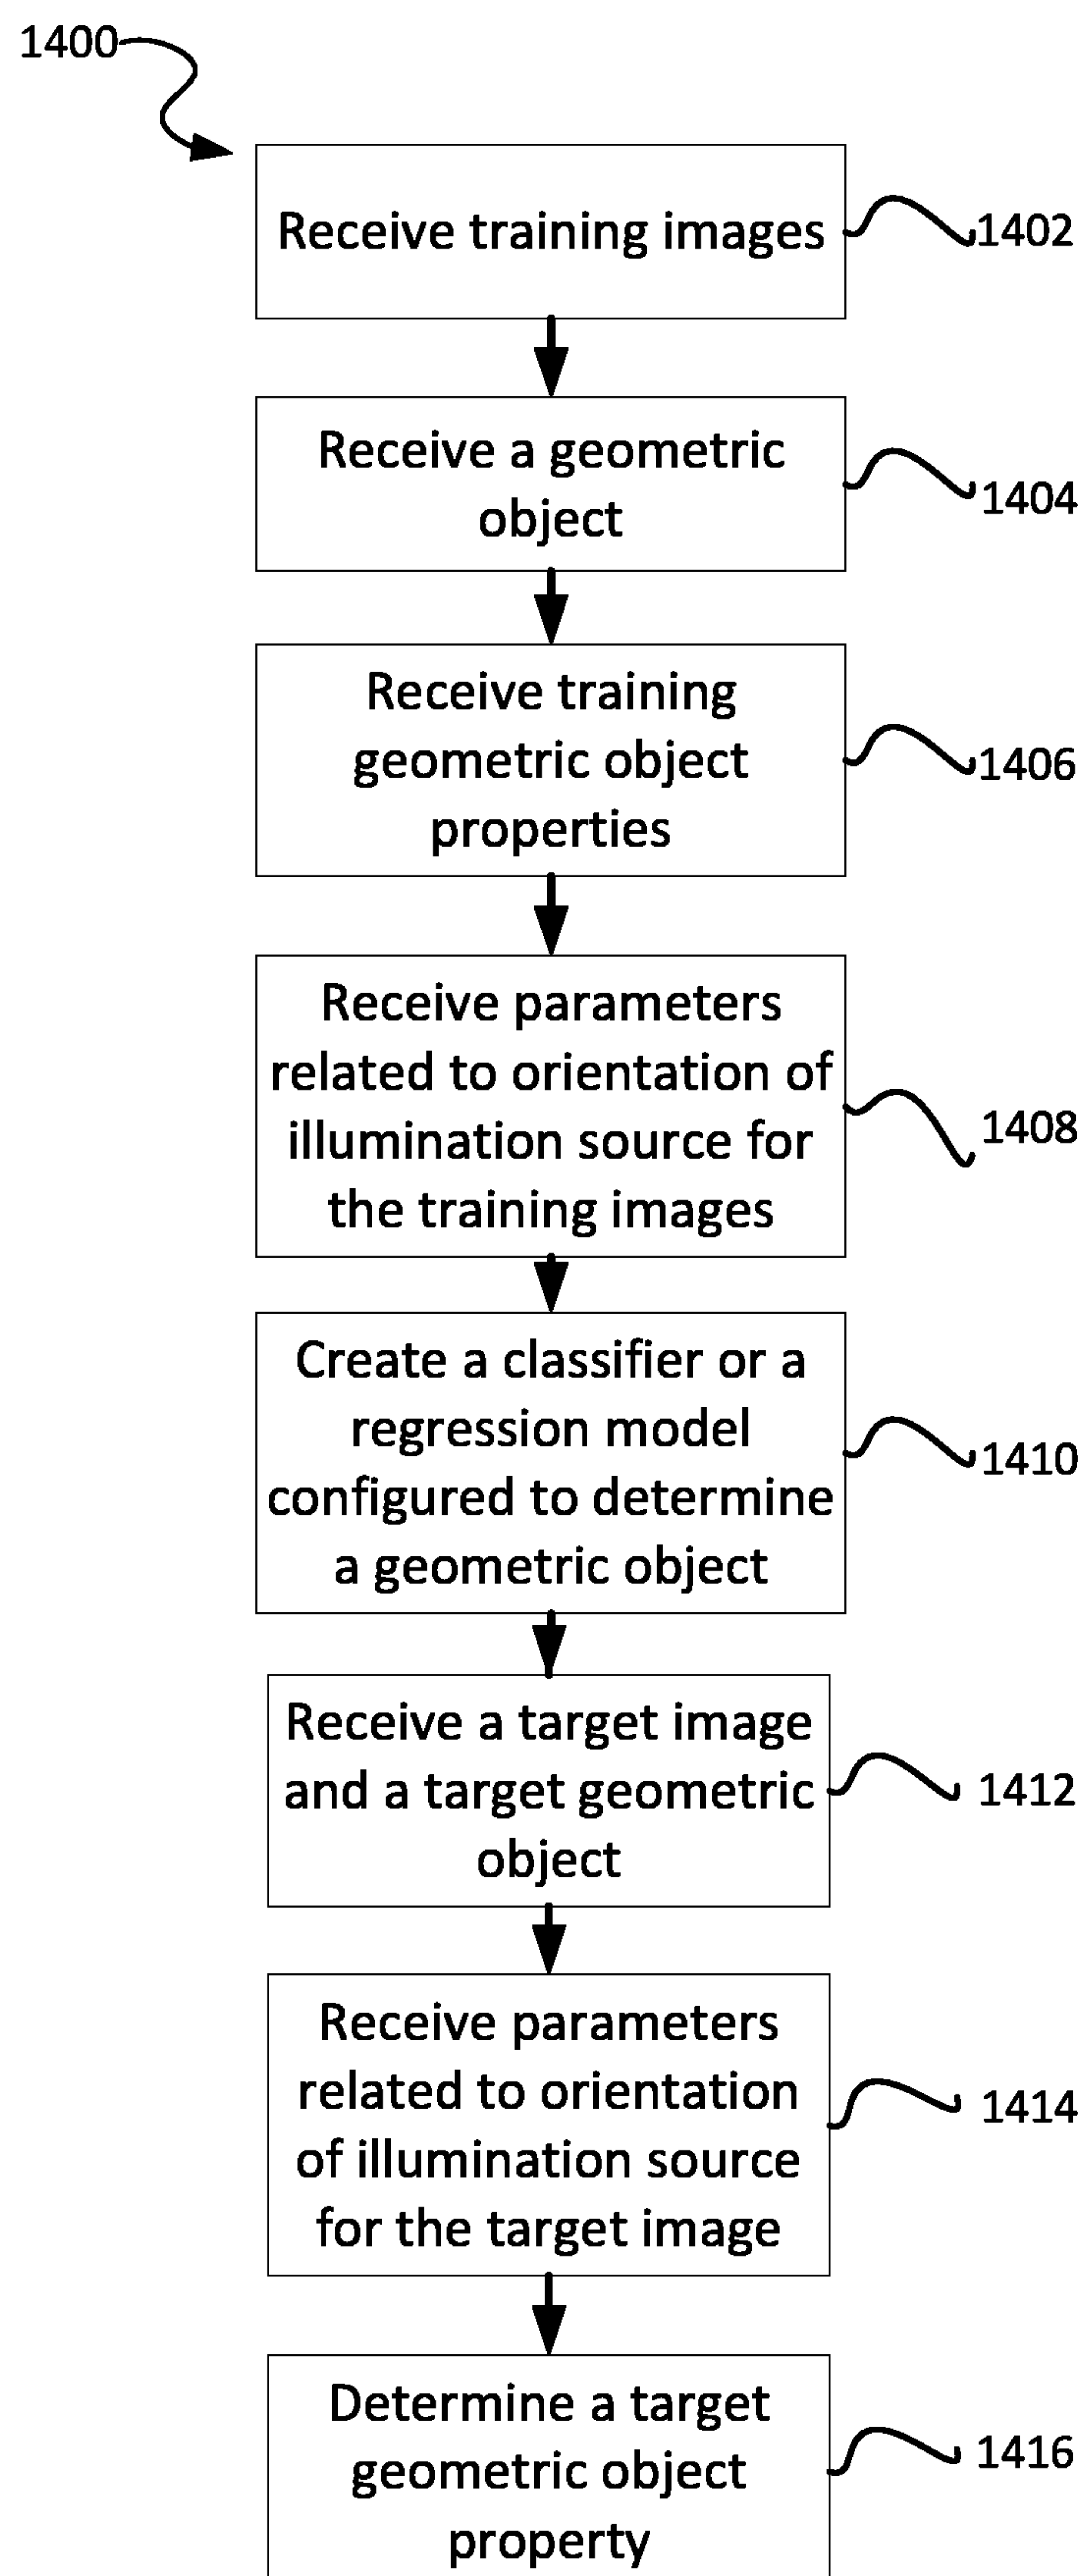 1400
Receive training images
1402
Receive a geometric
object
1404
Receive training
geometric object
properties
1406
Receive parameters
related to orientation of
illumination source for
the training images
1408
Create a classifier or a
regression model
configured to determine
a geometric object
1410
Receive a target image
and a target geometric
object
1412
Receive parameters
related to orientation
of illumination source
for the target image
1414
Determine a target
geometric object
property
1416